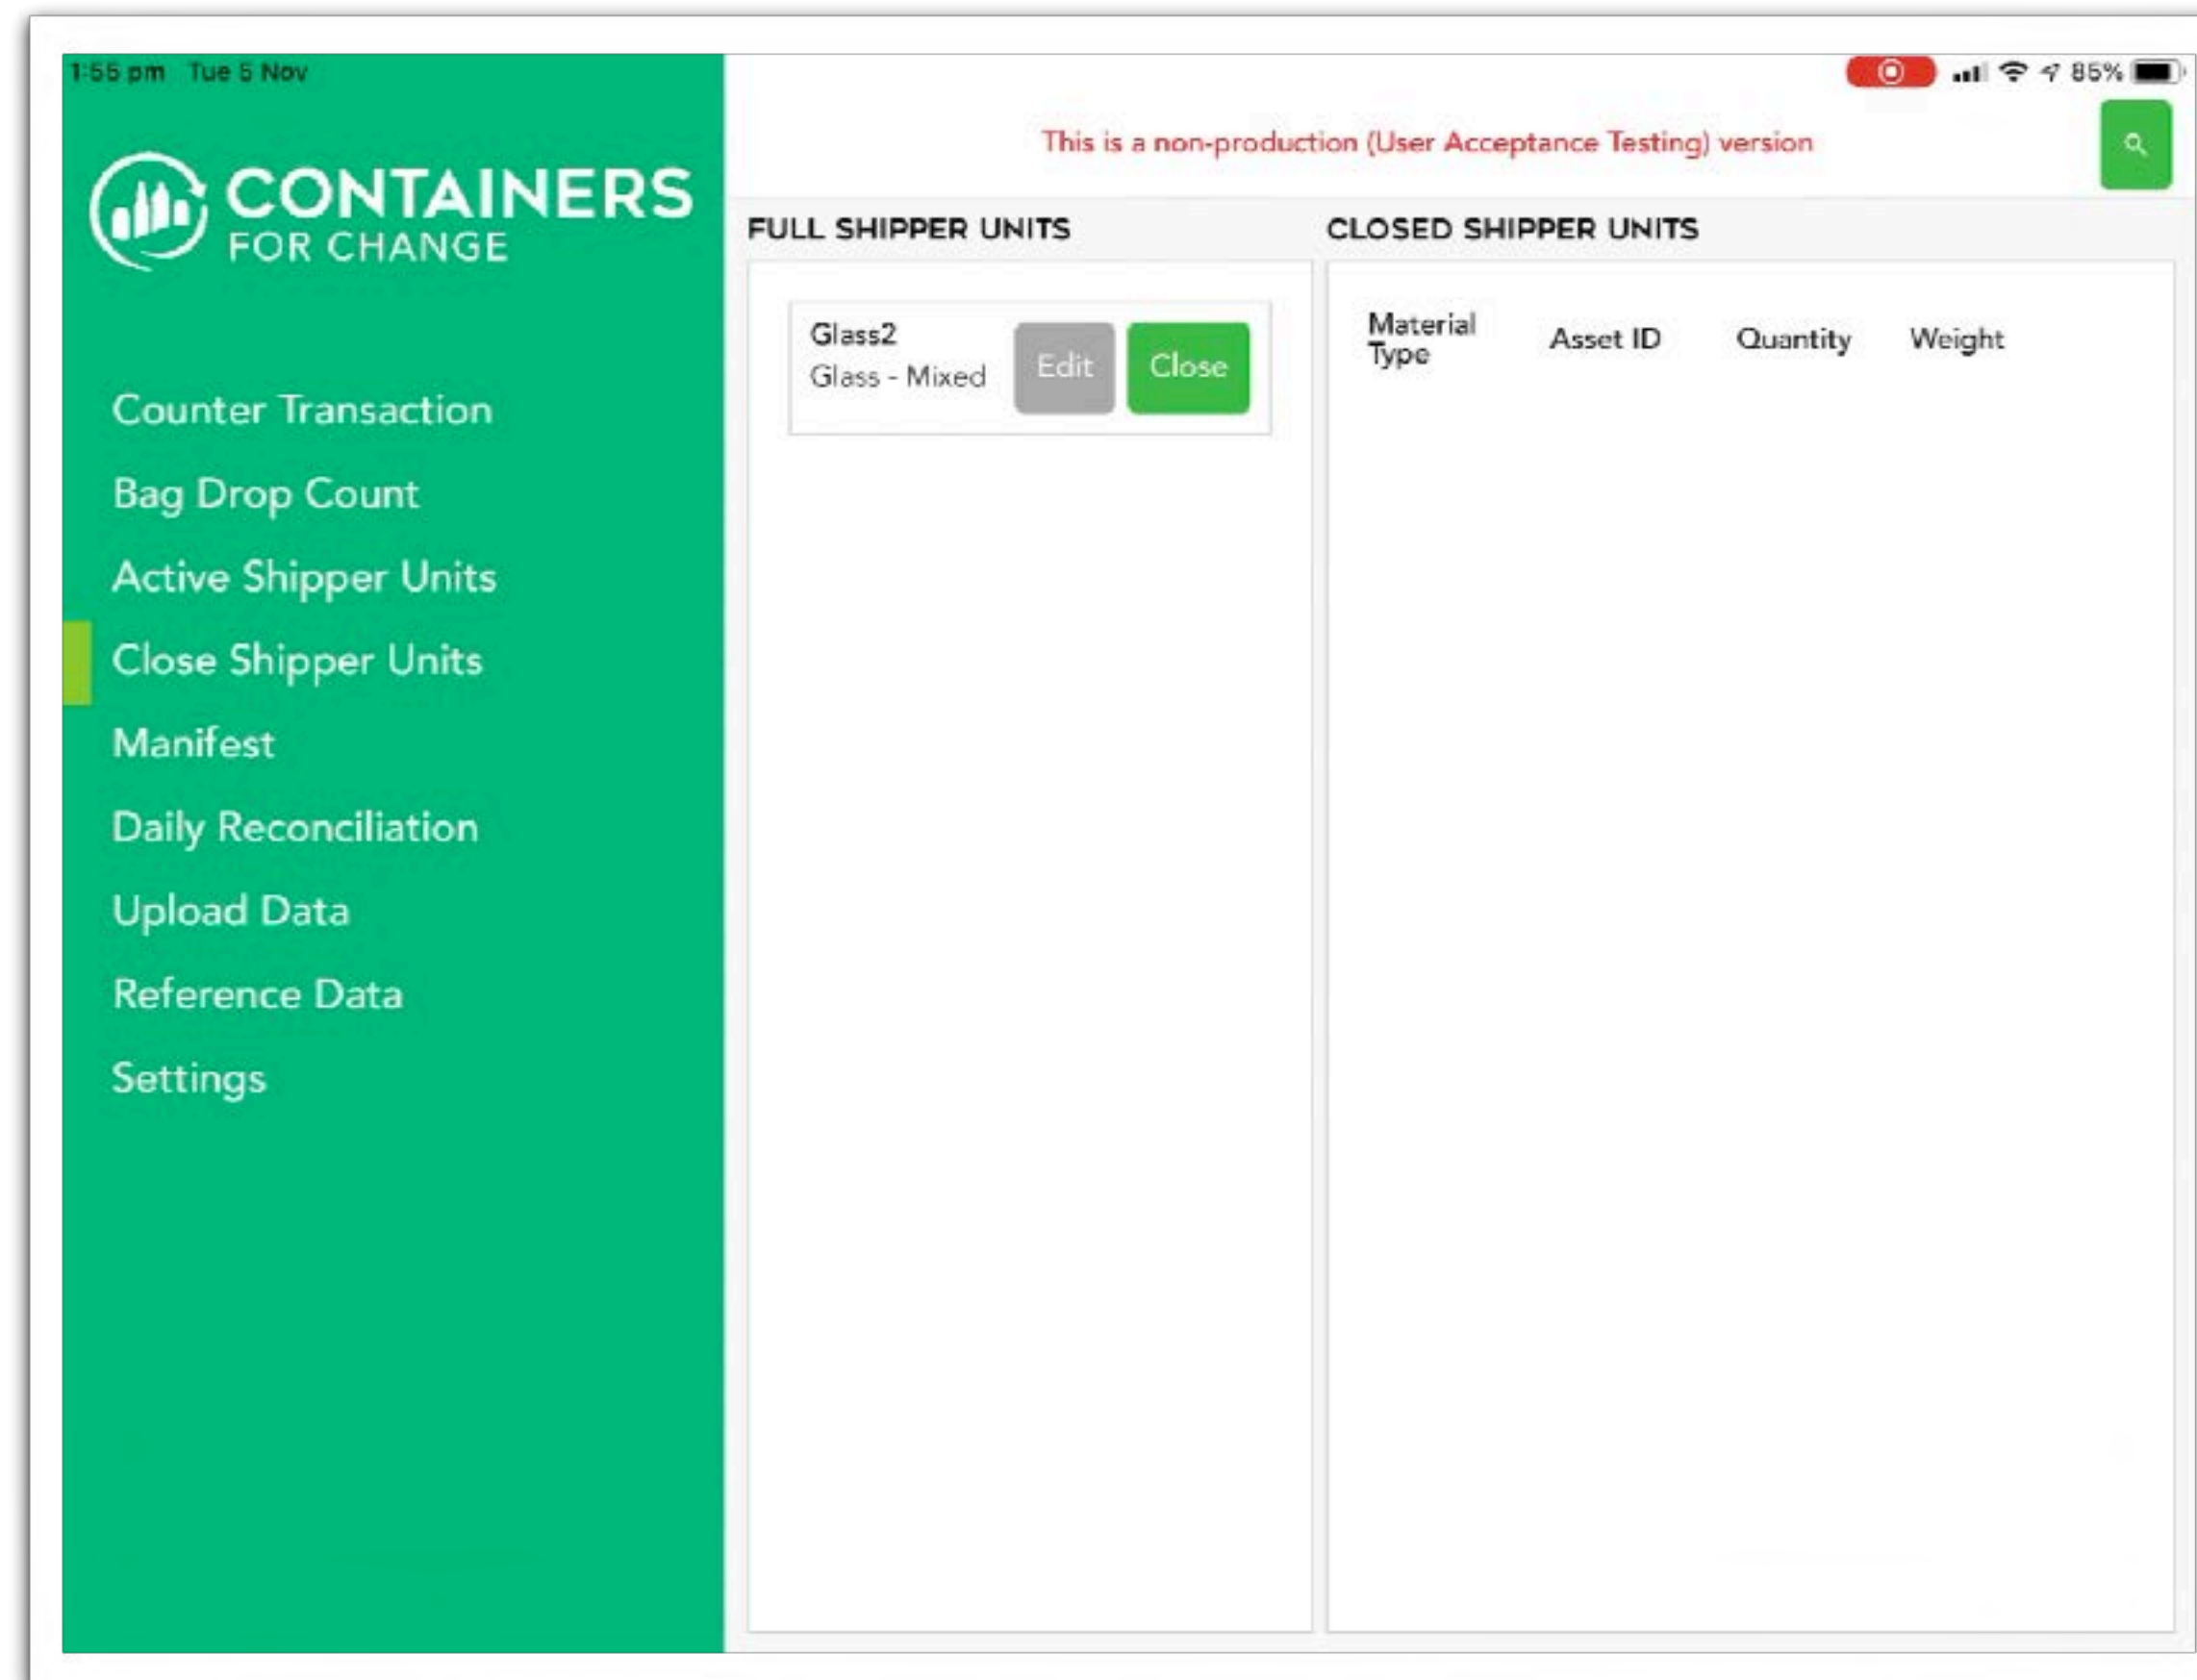 1:55 pm Tue 5 Nov
85%
CONTAINERS
FOR CHANGE
This is a non-production (User Acceptance Testing) version
Counter Transaction
Bag Drop Count
Active Shipper Units
Close Shipper Units
Manifest
Daily Reconciliation
Upload Data
Reference Data
Settings
FULL SHIPPER UNITS
Glass2
Glass - Mixed
Edit
Close
CLOSED SHIPPER UNITS
Material
Type
Asset ID
Quantity
Weight